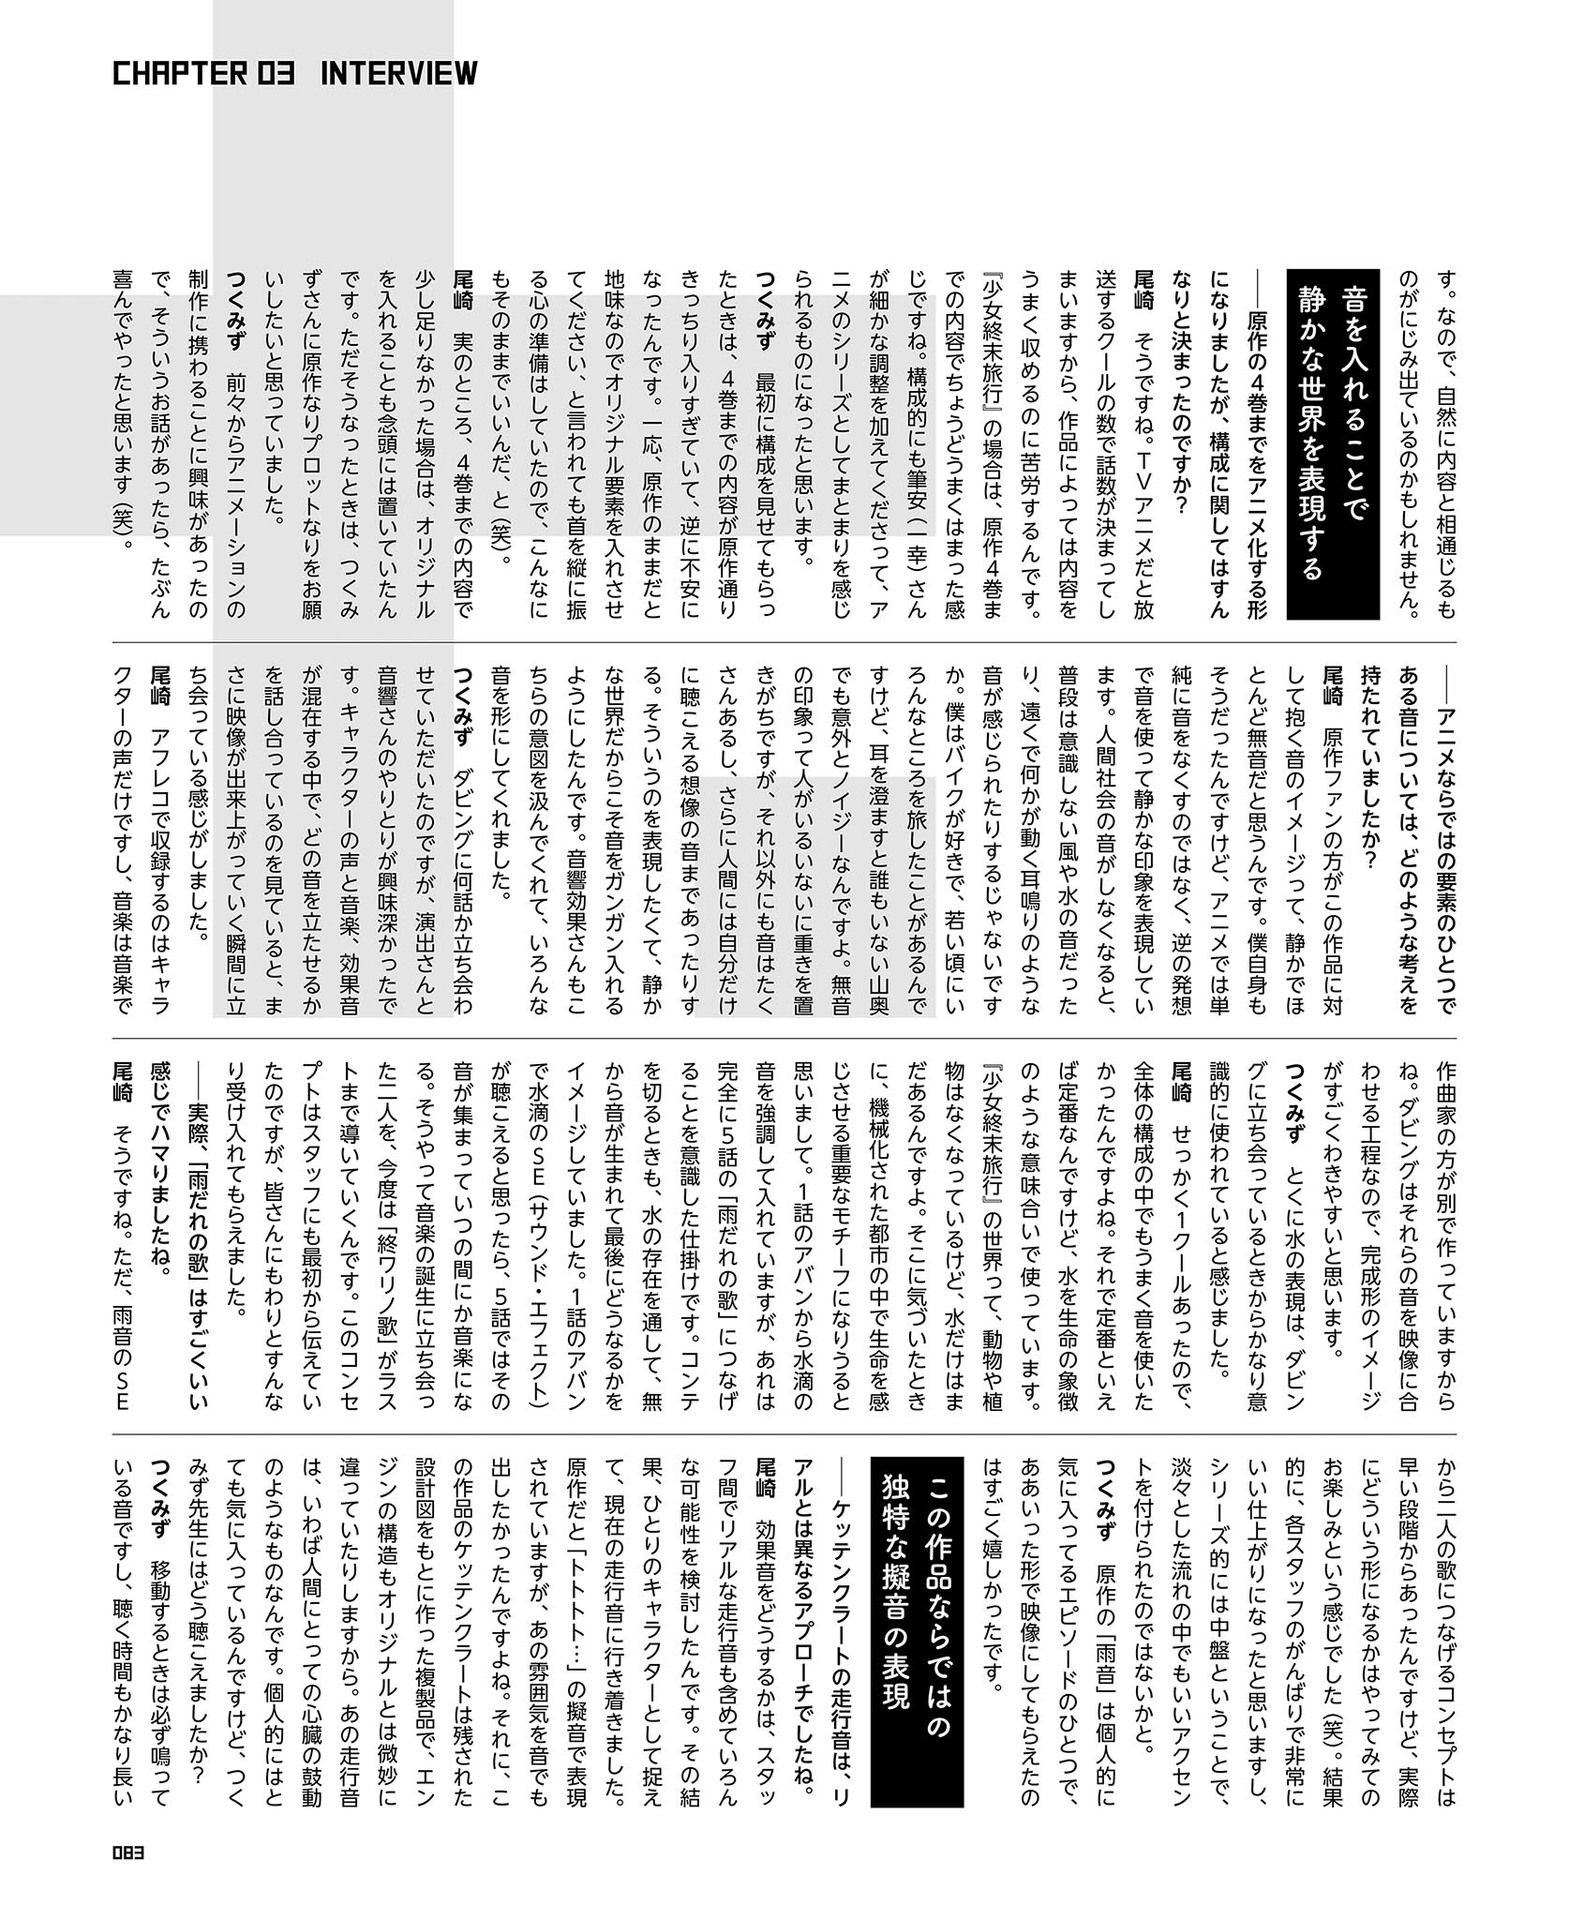 CHAPTER 03 INTERVIEW
す。なので、自然に内容と相通じるも
のがにじみ出ているのかもしれません。
音を入れることで
静かな世界を表現する
──原作の4巻までをアニメ化する形
になりましたが、構成に関してはすん
なりと決まったのですか？
尾崎　そうですね。TVアニメだと放
送するクールの数で話数が決まってし
まいますから、作品によっては内容を
うまく収めるのに苦労するんです。
『少女終末旅行』の場合は、原作4巻ま
での内容でちょうどうまくはまった感
じですね。構成的にも筆安（一幸）さん
が細かな調整を加えてくださって、ア
ニメのシリーズとしてまとまりを感じ
られるものになったと思います。
つくみず　最初に構成を見せてもらっ
たときは、4巻までの内容が原作通り
きっちり入りすぎていて、逆に不安に
なったんです。一応、原作のままだと
地味なのでオリジナル要素を入れさせ
てください、と言われても首を縦に振
る心の準備はしていたので、こんなに
もそのままでいいんだ、と（笑）。
尾崎　実のところ、4巻までの内容で
少し足りなかった場合は、オリジナル
を入れることも念頭には置いていたん
です。ただそうなったときは、つくみ
ずさんに原作なりプロットなりをお願
いしたいと思っていました。
つくみず　前々からアニメーションの
制作に携わることに興味があったの
で、そういうお話があったら、たぶん
喜んでやったと思います（笑）。
──アニメならではの要素のひとつで
ある音については、どのような考えを
持たれていましたか？
尾崎　原作ファンの方がこの作品に対
して抱く音のイメージって、静かでほ
とんど無音だと思うんです。僕自身も
そうだったんですけど、アニメでは単
純に音をなくすのではなく、逆の発想
で音を使って静かな印象を表現してい
ます。人間社会の音がしなくなると、
普段は意識しない風や水の音だった
り、遠くで何かが動く耳鳴りのような
音が感じられたりするじゃないです
か。僕はバイクが好きで、若い頃にい
ろんなところを旅したことがあるんで
すけど、耳を澄ますと誰もいない山奥
でも意外とノイジーなんですよ。無音
の印象って人がいるいないに重きを置
きがちですが、それ以外にも音はたく
さんあるし、さらに人間には自分だけ
に聴こえる想像の音まであったりす
る。そういうのを表現したくて、静か
な世界だからこそ音をガンガン入れる
ようにしたんです。音響効果さんもこ
ちらの意図を汲んでくれて、いろんな
音を形にしてくれました。
つくみず　ダビングに何話か立ち会わ
せていただいたのですが、演出さんと
音響さんのやりとりが興味深かったで
す。キャラクターの声と音楽、効果音
が混在する中で、どの音を立たせるか
を話し合っているのを見ていると、ま
さに映像が出来上がっていく瞬間に立
ち会っている感じがしました。
尾崎　アフレコで収録するのはキャラ
クターの声だけですし、音楽は音楽で
作曲家の方が別で作っていますから
ね。ダビングはそれらの音を映像に合
わせる工程なので、完成形のイメージ
がすごくわきやすいと思います。
つくみず　とくに水の表現は、ダビン
グに立ち会っているときからかなり意
識的に使われていると感じました。
尾崎　せっかく1クールあったので、
全体の構成の中でもうまく音を使いた
かったんですよね。それで定番といえ
ば定番なんですけど、水を生命の象徴
のような意味合いで使っています。
『少女終末旅行』の世界って、動物や植
物はなくなっているけど、水だけはま
だあるんですよ。そこに気づいたとき
に、機械化された都市の中で生命を感
じさせる重要なモチーフになりうると
思いまして。1話のアバンから水滴の
音を強調して入れていますが、あれは
完全に5話の「雨だれの歌」につなげ
ることを意識した仕掛けです。コンテ
を切るときも、水の存在を通して、無
から音が生まれて最後にどうなるかを
イメージしていました。1話のアバン
で水滴のSE（サウンド・エフェクト）
が聴こえると思ったら、5話ではその
音が集まっていつの間にか音楽にな
る。そうやって音楽の誕生に立ち会っ
た二人を、今度は「終ワリノ歌」がラス
トまで導いていくんです。このコンセ
プトはスタッフにも最初から伝えてい
たのですが、皆さんにもわりとすんな
り受け入れてもらえました。
──実際、「雨だれの歌」はすごくいい
感じでハマりましたね。
尾崎　そうですね。ただ、雨音のSE
から二人の歌につなげるコンセプトは
早い段階からあったんですけど、実際
にどういう形になるかはやってみての
お楽しみという感じでした（笑）。結果
的に、各スタッフのがんばりで非常に
いい仕上がりになったと思いますし、
シリーズ的には中盤ということで、
淡々とした流れの中でもいいアクセン
トを付けられたのではないかと。
つくみず　原作の「雨音」は個人的に
気に入ってるエピソードのひとつで、
ああいった形で映像にしてもらえたの
はすごく嬉しかったです。
この作品ならではの
独特な擬音の表現
──ケッテンクラートの走行音は、リ
アルとは異なるアプローチでしたね。
尾崎　効果音をどうするかは、スタッ
フ間でリアルな走行音も含めていろん
な可能性を検討したんです。その結
果、ひとりのキャラクターとして捉え
て、現在の走行音に行き着きました。
原作だと「トトトト…」の擬音で表現
されていますが、あの雰囲気を音でも
出したかったんですよね。それに、こ
の作品のケッテンクラートは残された
設計図をもとに作った複製品で、エン
ジンの構造もオリジナルとは微妙に
違っていたりしますから。あの走行音
は、いわば人間にとっての心臓の鼓動
のようなものなんです。個人的にはと
ても気に入っているんですけど、つく
みず先生にはどう聴こえましたか？
つくみず　移動するときは必ず鳴って
いる音ですし、聴く時間もかなり長い
083